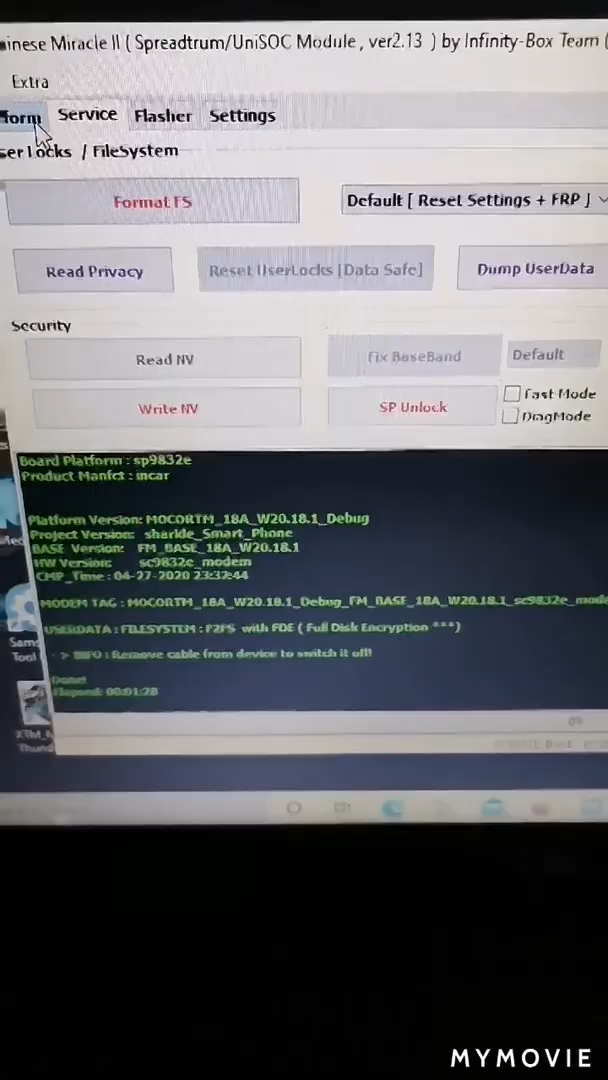 inese Miracle II ( Spreadtrum/UniSOC Module , ver2.13 ) by Infinity-Box Team (
Extra
form Service Flasher Settings
ser Locks / FileSystem
Format FS Default [ Reset Settings + FRP ]
Read Privacy Reset UserLocks [Data Safe] Dump UserData
Security
Read NV Fix BaseBand Default
Write NV SP Unlock Fast Mode
DiagMode
Board Platform : sp9832e
Product Manfct : incar
Platform Version: MOCORTM_18A_W20.18.1_Debug
Project Version: sharkle_Smart_Phone
BASE Version: FM_BASE_18A_W20.18.1
HW Version: sc9832e_modem
CMP_Time : 04-27-2020 23:32:44
MODEM TAG : MOCORTM_18A_W20.18.1_Debug_FM_BASE_18A_W20.18.1_sc9832e_mode
USERDATA : FILESYSTEM : F2FS with FDE ( Full Disk Encryption *** )
- > INFO : Remove cable from device to switch it off!
Done!
Elapsed: 00:01:28
Sams
Tool
0%
Thund
MYMOVIE